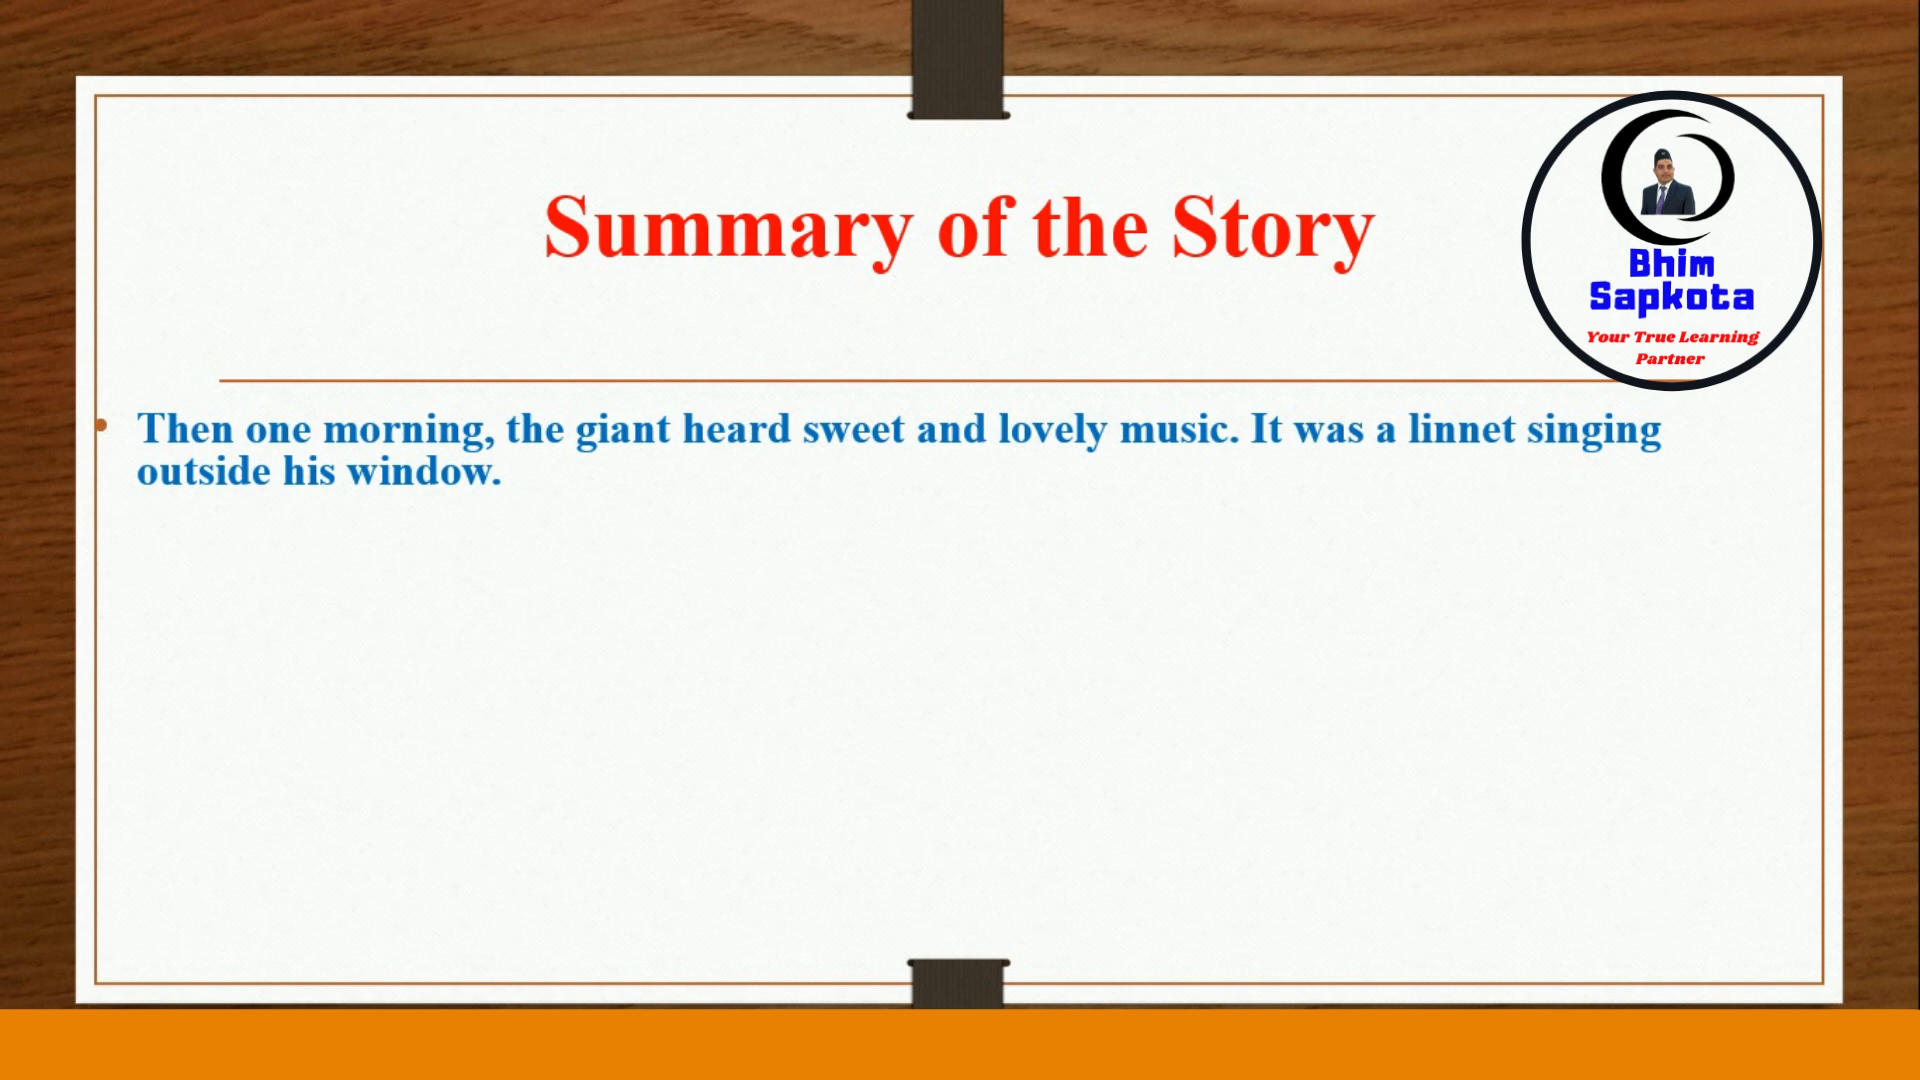 Summary of the Story
Bhim
Sapkota
Your True Learning
Partner
Then one morning, the giant heard sweet and lovely music. It was a linnet singing
outside his window.